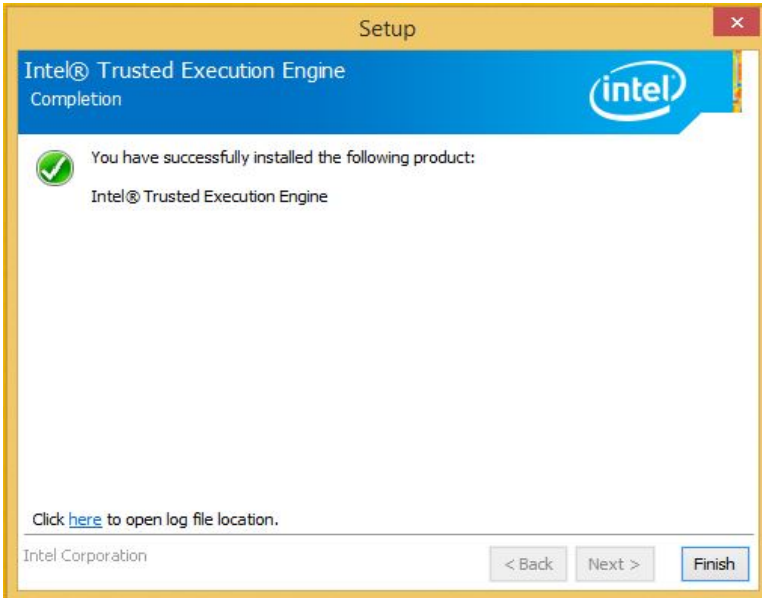 Setup
Intel® Trusted Execution Engine
Completion
intel
You have successfully installed the following product:
Intel® Trusted Execution Engine
Click here to open log file location.
Intel Corporation
< Back Next > Finish